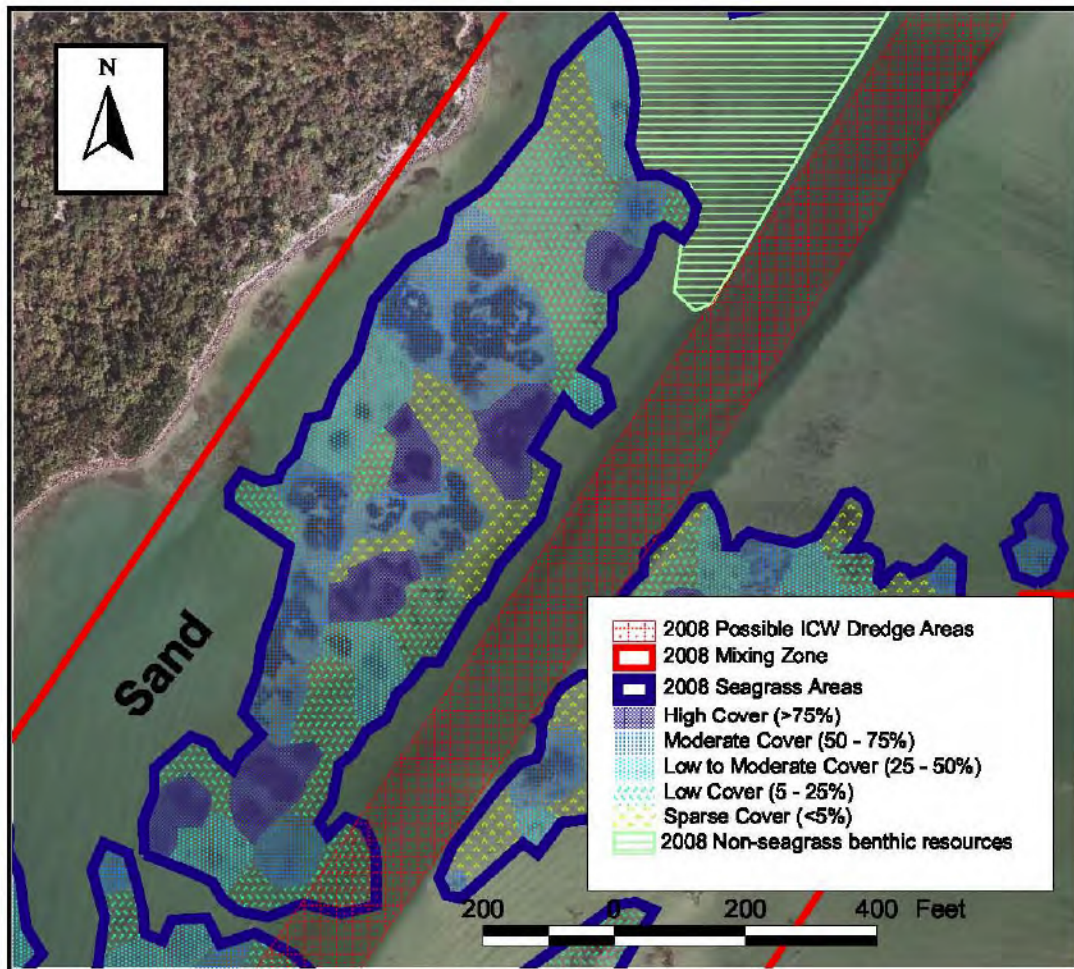 N
Sand
2008 Possible ICW Dredge Areas
2008 Mixing Zone
2008 Seagrass Areas
High Cover (>75%)
Moderate Cover (50 - 75%)
Low to Moderate Cover (25 - 50%)
Low Cover (5 - 25%)
Sparse Cover (<5%)
2008 Non-seagrass benthic resources
200 0 200 400 Feet